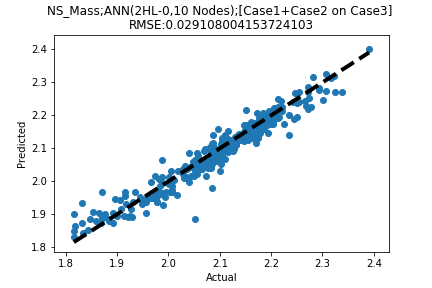 NS_Mass;ANN(2HL-0,10 Nodes);[Case1+Case2 on Case3]
RMSE:0.029108004153724103
2.4
2.3
2.2
2.1
2.0
1.9
1.8
Predicted
1.8 1.9 2.0 2.1 2.2 2.3 2.4
Actual